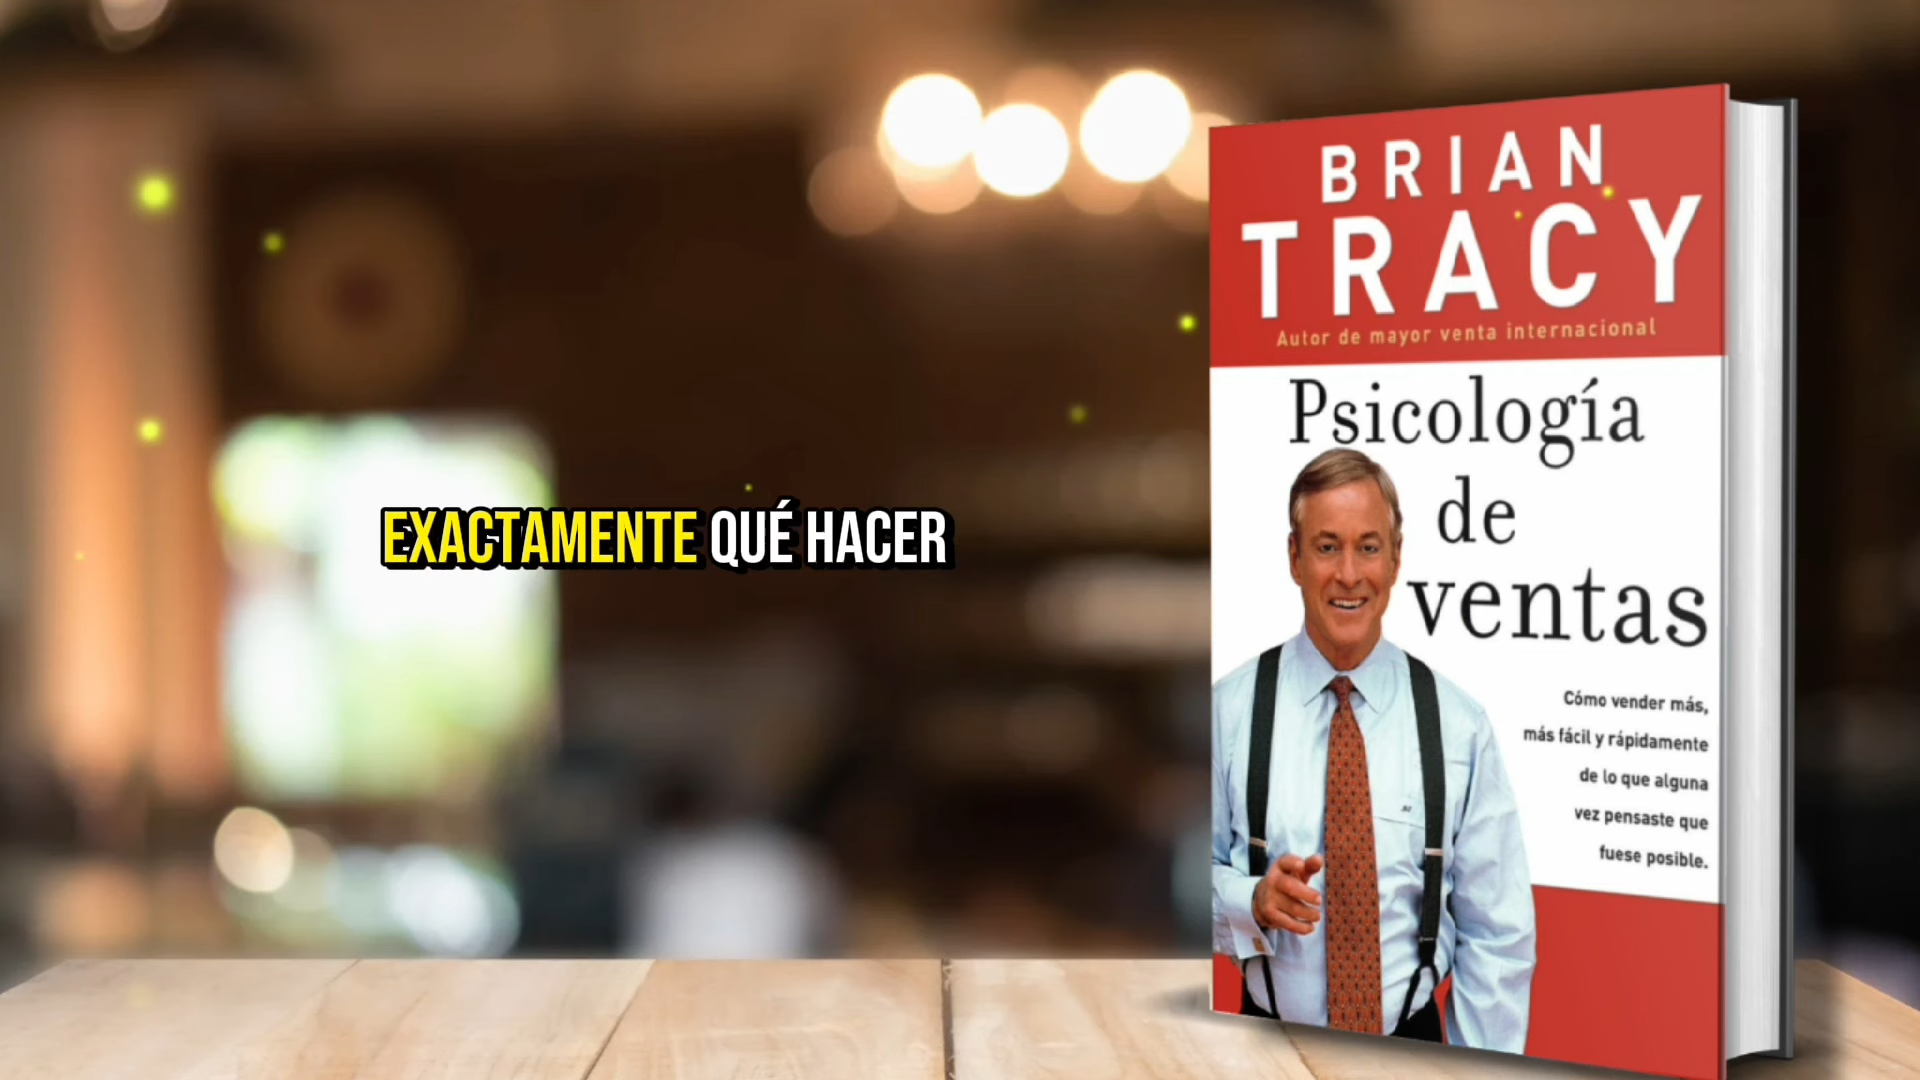 EXACTAMENTE QUÉ HACER
BRIAN
TRACY
Autor de mayor venta internacional
Psicología
de
ventas
Cómo vender más,
más fácil y rápidamente
de lo que alguna
vez pensaste que
fuese posible.